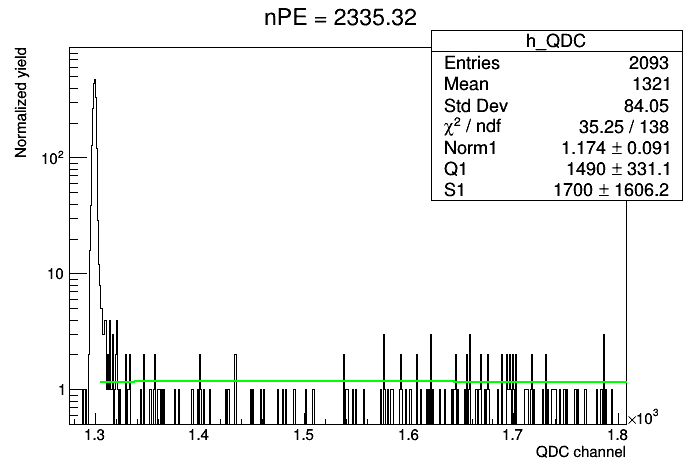 nPE = 2335.32
h_QDC
Entries 2093
Mean 1321
Std Dev 84.05
χ² / ndf 35.25 / 138
Norm1 1.174 ± 0.091
Q1 1490 ± 331.1
S1 1700 ± 1606.2
Normalized yield
10²
10
1
1.3 1.4 1.5 1.6 1.7 1.8
×10³
QDC channel